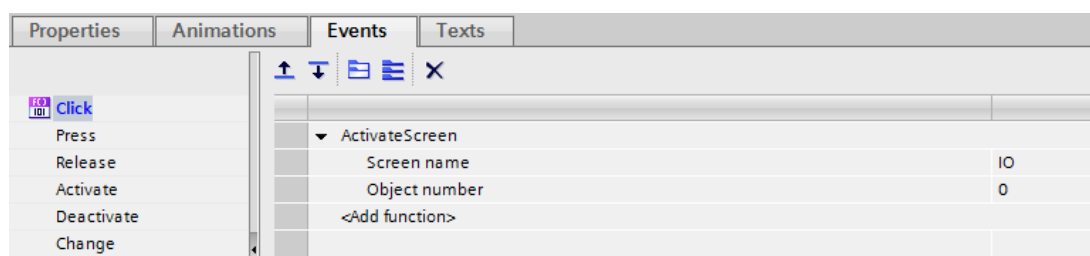 Properties Animations Events Texts
Click
Press
Release
Activate
Deactivate
Change
ActivateScreen
Screen name IO
Object number 0
<Add function>